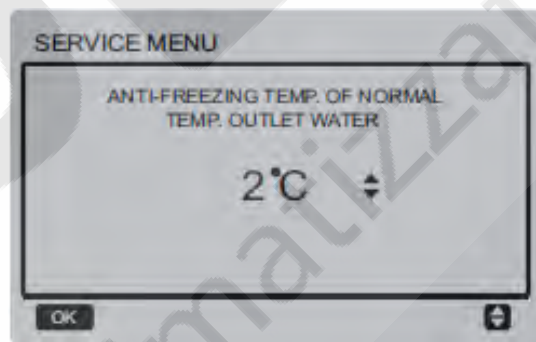 SERVICE MENU
ANTI-FREEZING TEMP. OF NORMAL
TEMP. OUTLET WATER
2°C
OK